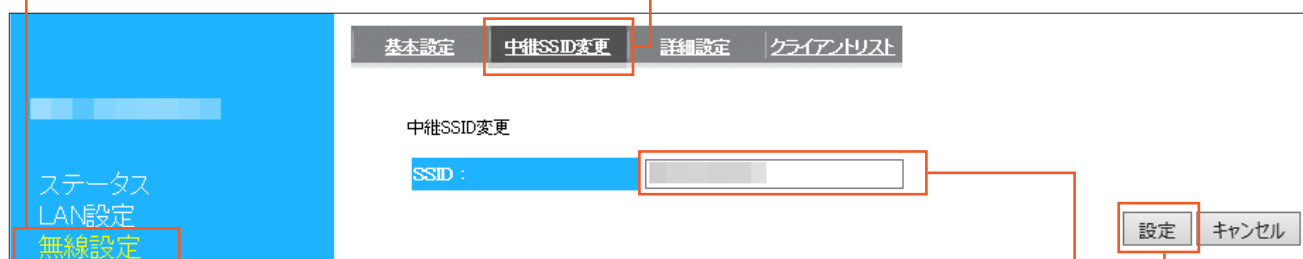 基本設定 中継SSID変更 詳細設定 クライアントリスト
中継SSID変更
SSID :
ステータス
LAN設定
無線設定
設定 キャンセル